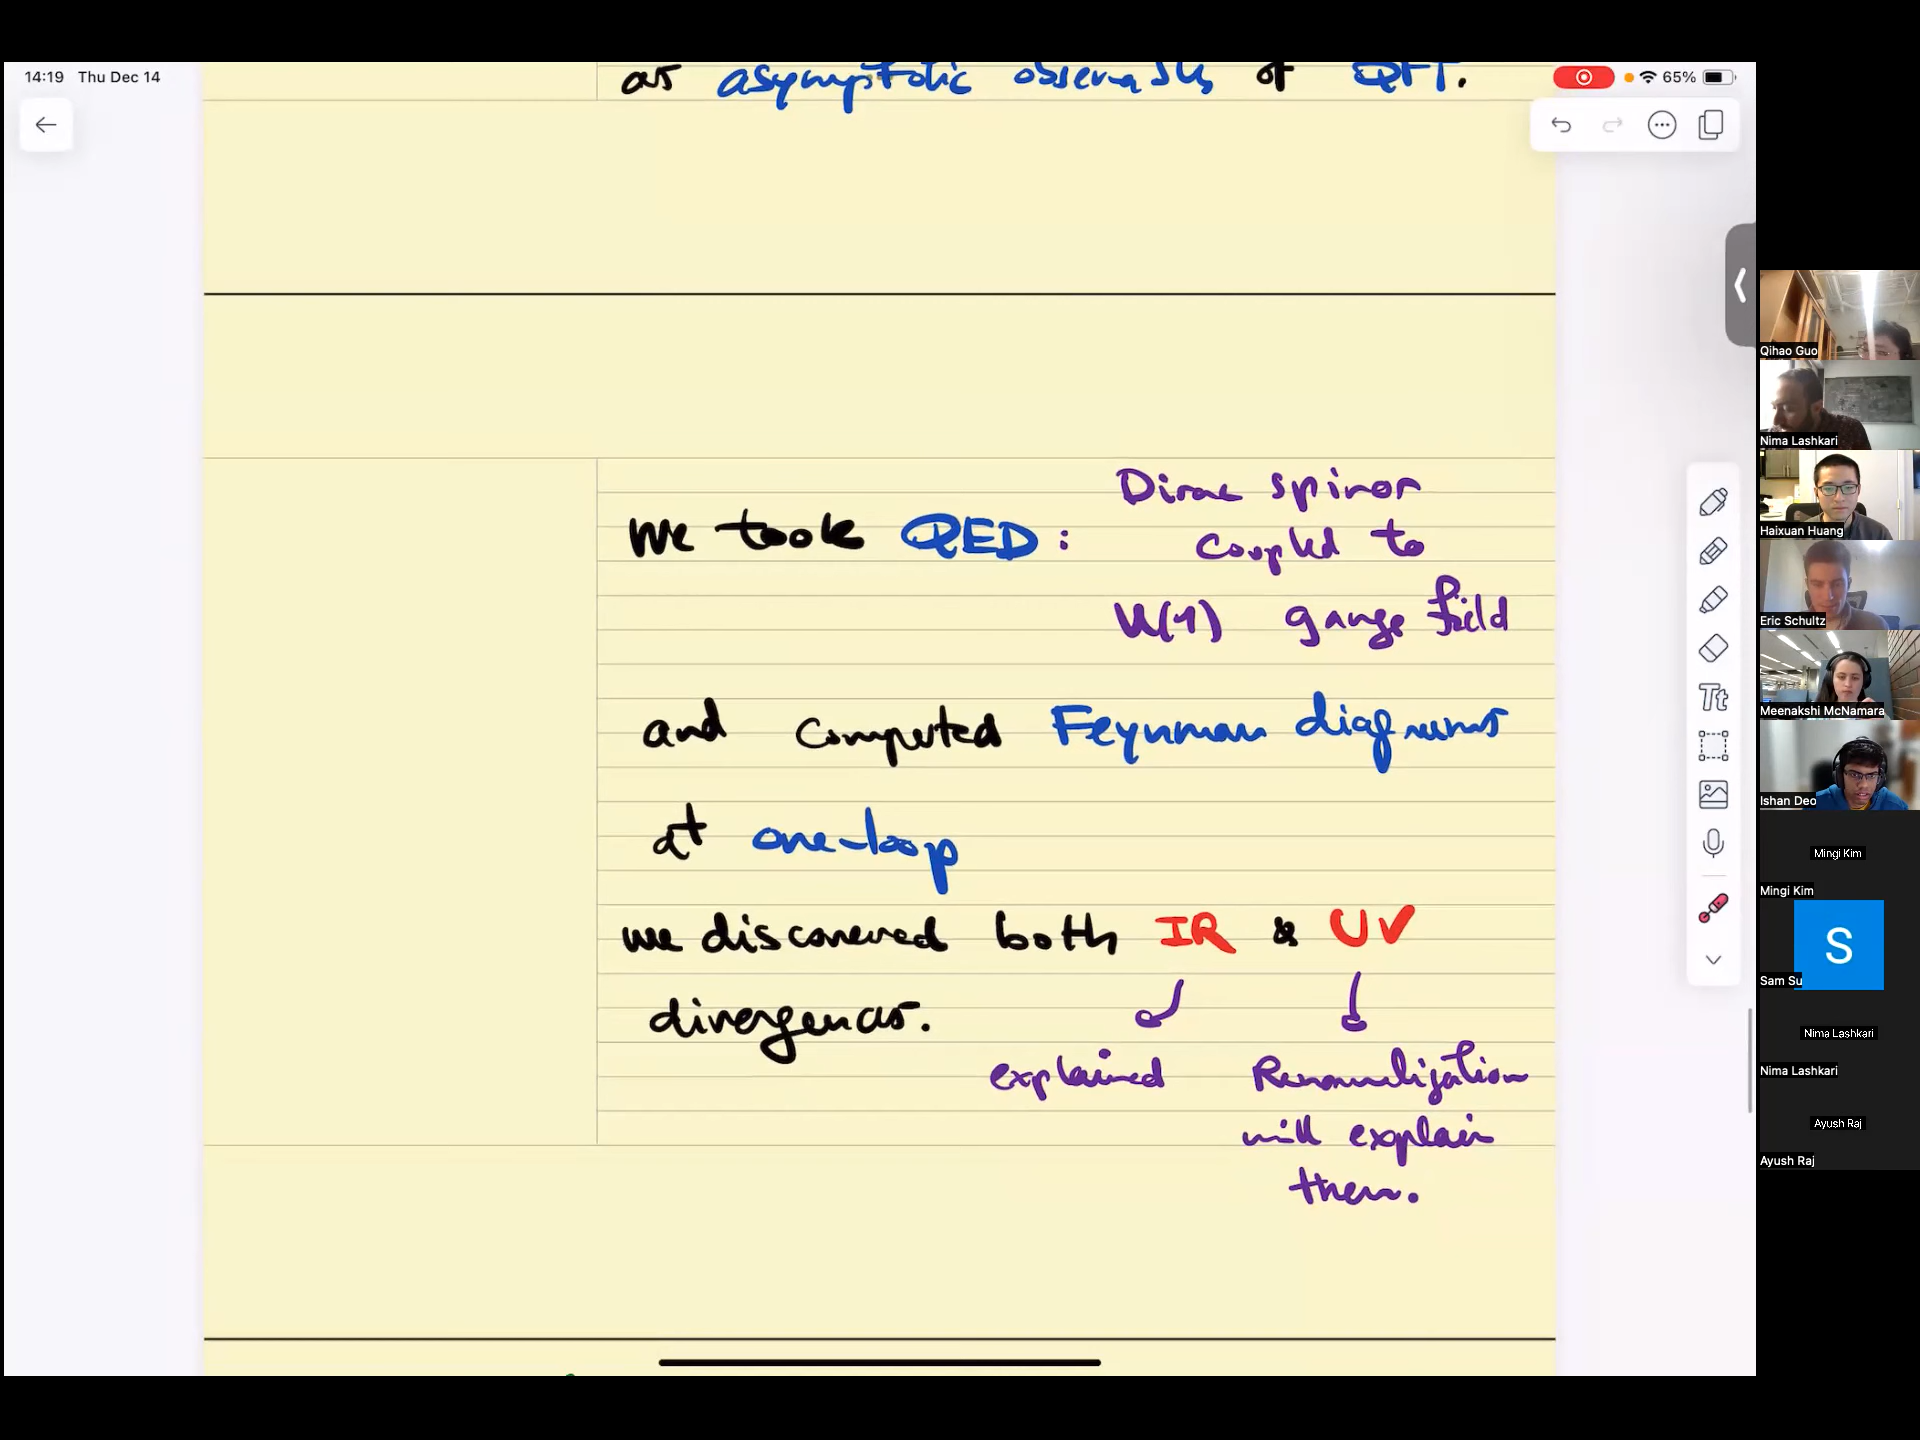 14:19 Thu Dec 14
65%
as asymptotic observables of QFT.
We took QED : Dirac spinor
coupled to
U(1) gauge field
and computed Feynman diagrams
at one-loop
we discovered both IR & UV
divergences.
explained Renormalization
will explain
them.
Tt
Qihao Guo
Nima Lashkari
Haixuan Huang
Eric Schultz
Meenakshi McNamara
Ishan Deo
Mingi Kim
Mingi Kim
S
Sam Su
Nima Lashkari
Nima Lashkari
Ayush Raj
Ayush Raj